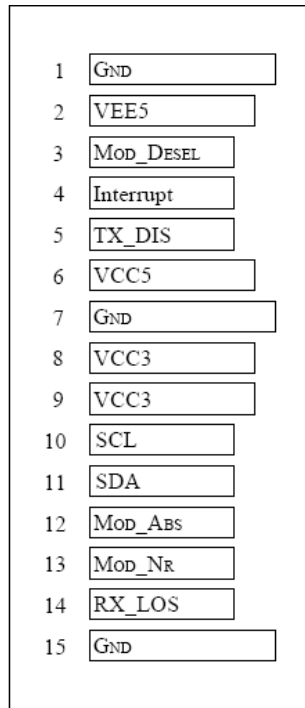 1 GND
2 VEE5
3 MOD_DESEL
4 Interrupt
5 TX_DIS
6 VCC5
7 GND
8 VCC3
9 VCC3
10 SCL
11 SDA
12 MOD_ABS
13 MOD_NR
14 RX_LOS
15 GND